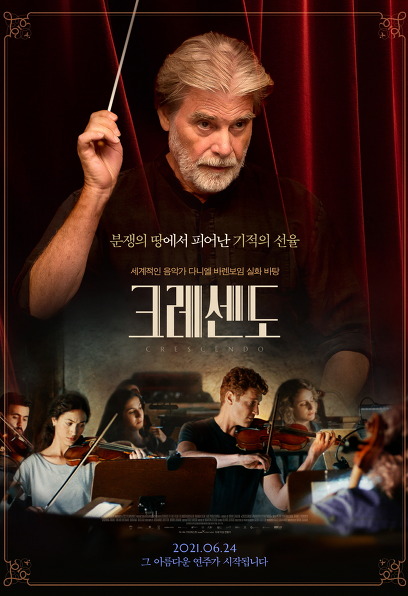 분쟁의 땅에서 피어난 기적의 선율
세계적인 음악가 다니엘 바렌보임 실화 바탕
크레센도
CRESCENDO
2021.06.24
그 아름다운 연주가 시작됩니다